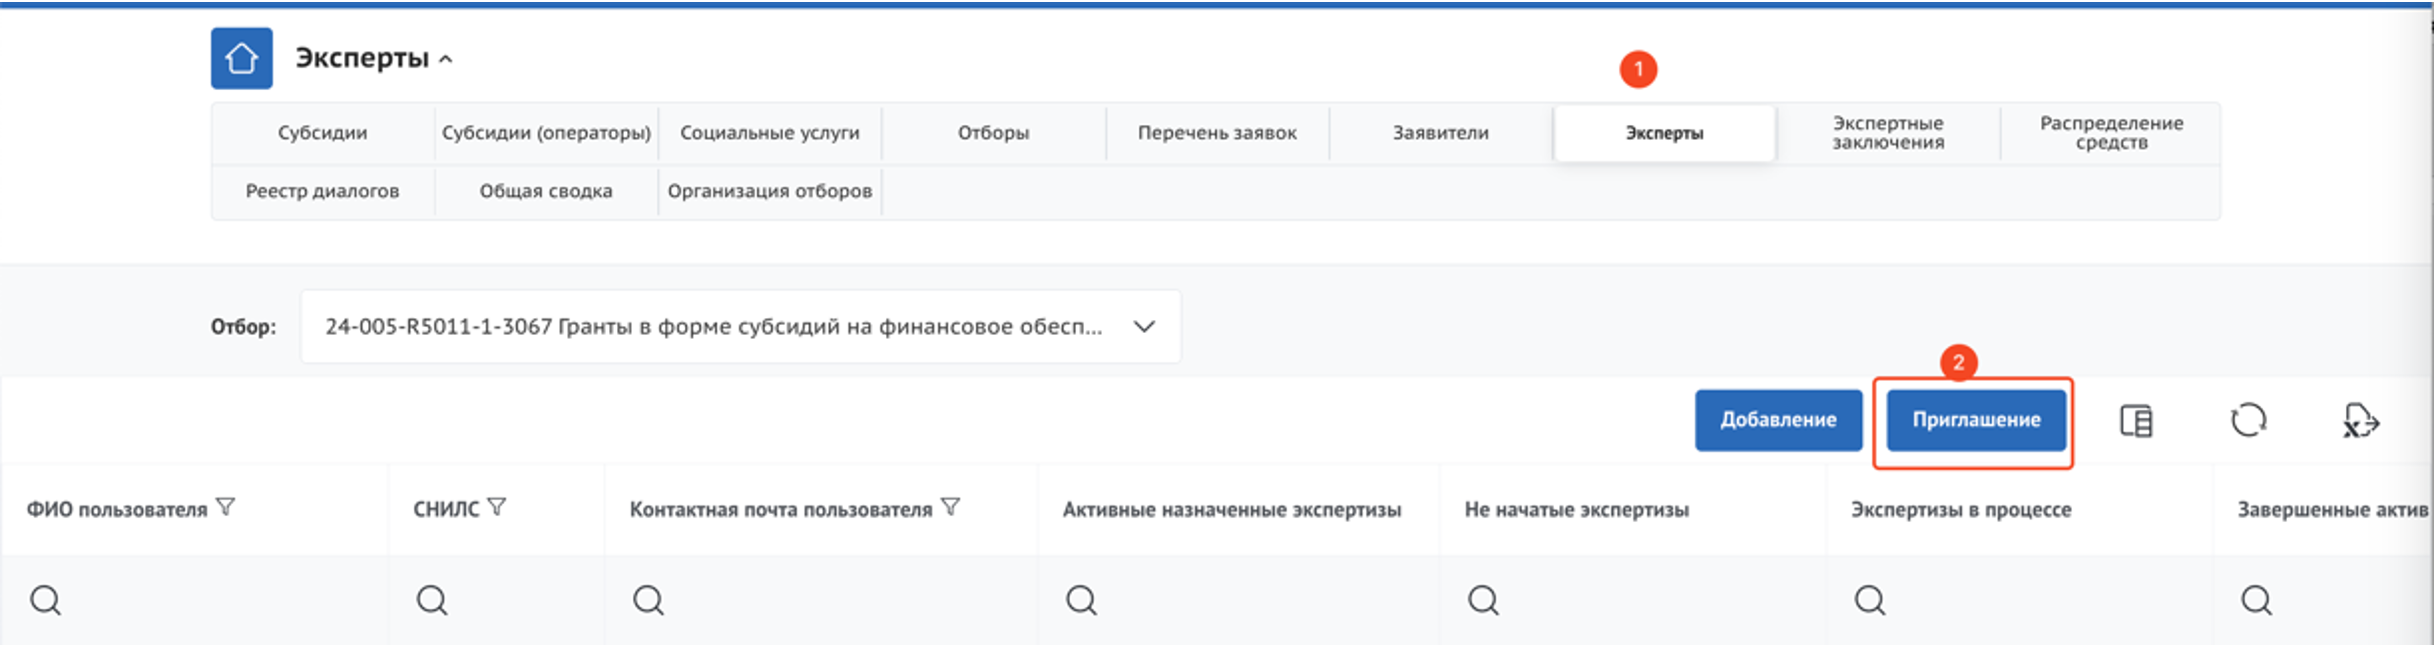 Эксперты
1
Субсидии
Субсидии (операторы)
Социальные услуги
Отборы
Перечень заявок
Заявители
Эксперты
Экспертные
заключения
Распределение
средств
Реестр диалогов
Общая сводка
Организация отборов
Отбор:
24-005-R5011-1-3067 Гранты в форме субсидий на финансовое обесп...
2
Добавление
Приглашение
ФИО пользователя
СНИЛС
Контактная почта пользователя
Активные назначенные экспертизы
Не начатые экспертизы
Экспертизы в процессе
Завершенные актив